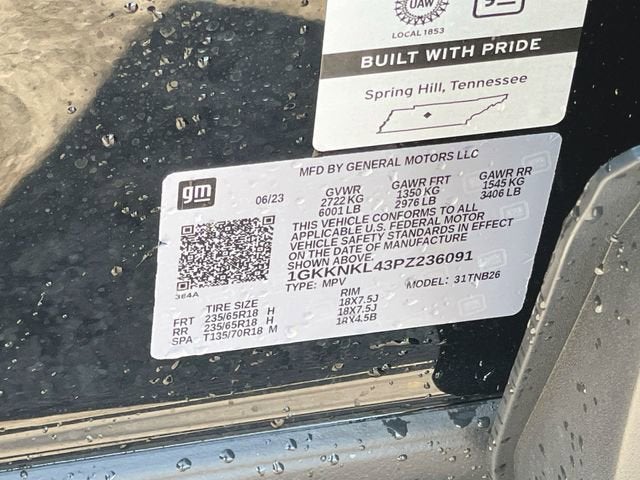 UAW
LOCAL 1853
gm
BUILT WITH PRIDE
Spring Hill, Tennessee
MFD BY GENERAL MOTORS LLC
gm
06/23
GVWR GAWR FRT GAWR RR
2722 KG 1350 KG 1545 KG
6001 LB 2976 LB 3406 LB
THIS VEHICLE CONFORMS TO ALL
APPLICABLE U.S. FEDERAL MOTOR
VEHICLE SAFETY STANDARDS IN EFFECT
ON THE DATE OF MANUFACTURE
SHOWN ABOVE.
1GKKNKL43PZ236091
TYPE: MPV MODEL: 31TNB26
3E4A
TIRE SIZE RIM
FRT 235/65R18 H 18X7.5J
RR 235/65R18 H 18X7.5J
SPA T135/70R18 M 18X4.5B